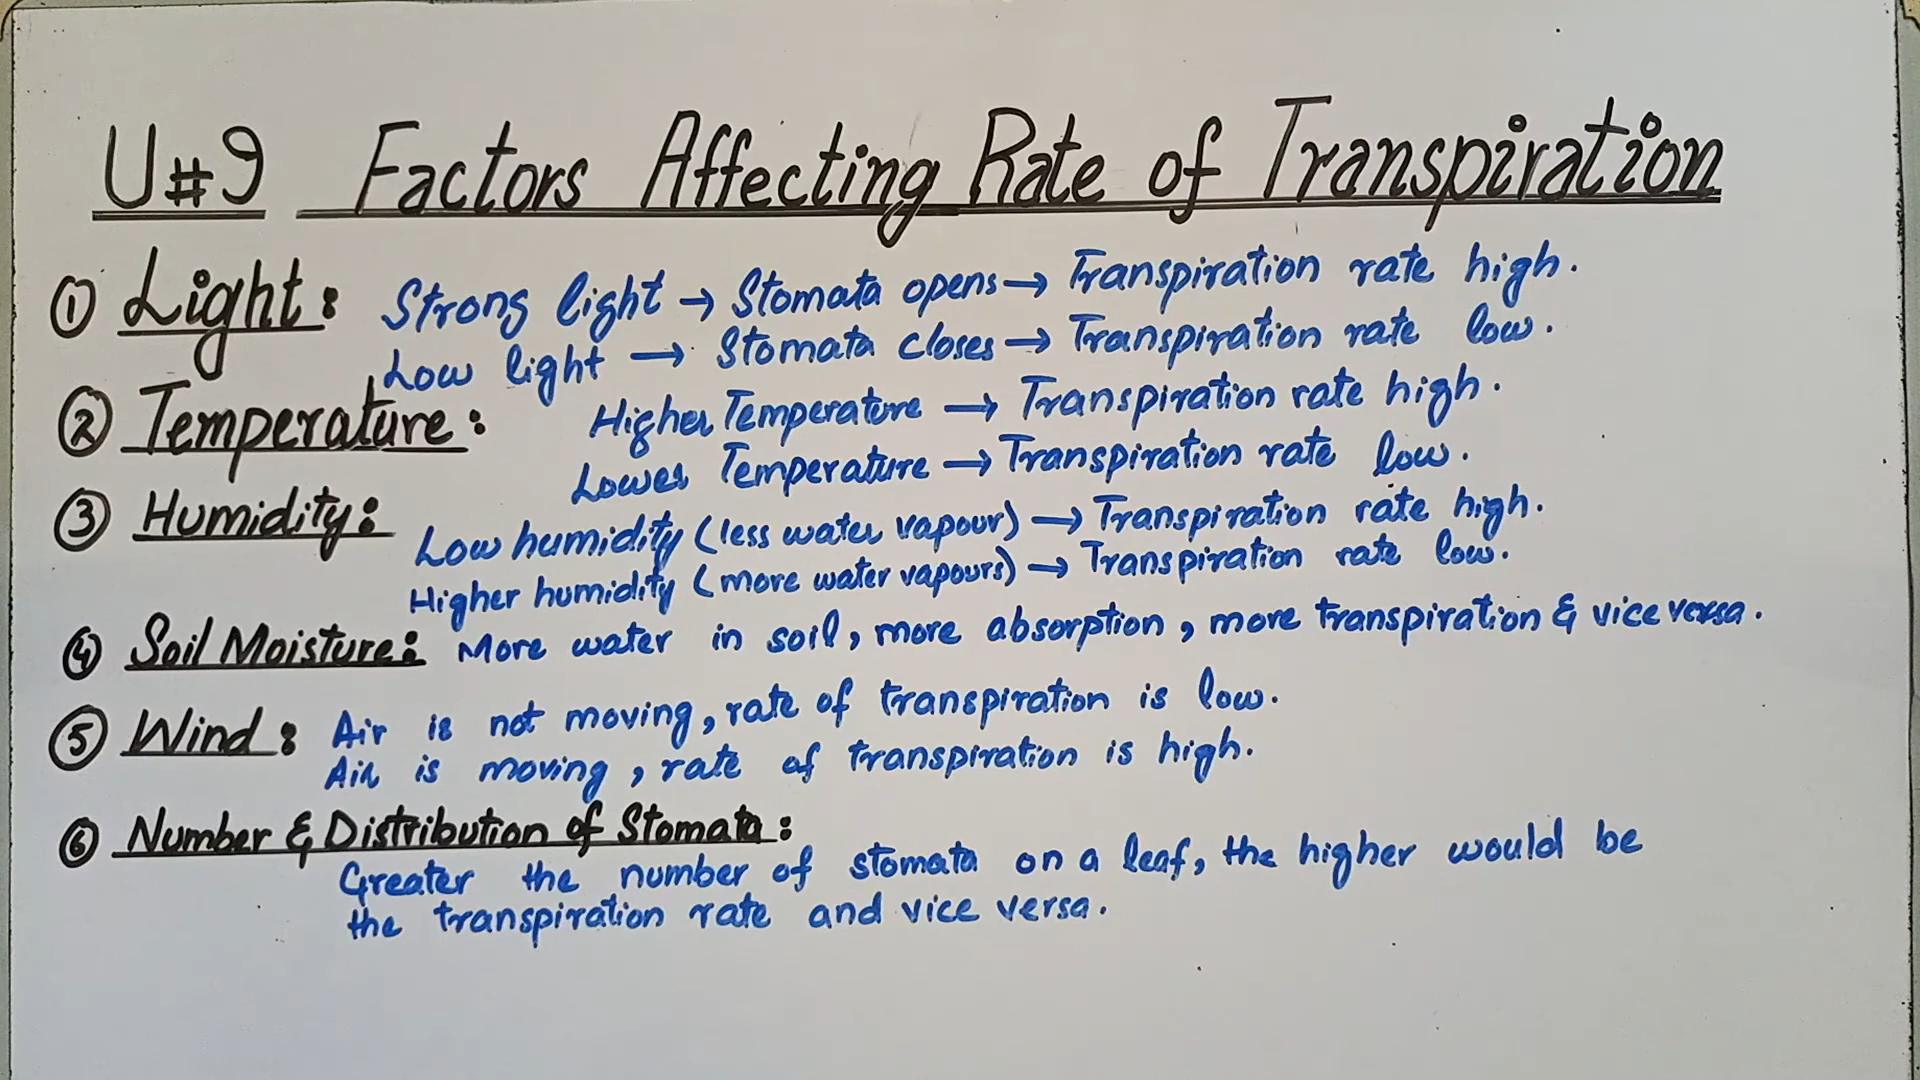 U#9 Factors Affecting Rate of Transpiration
① Light: Strong light → Stomata opens → Transpiration rate high.
Low light → Stomata closes → Transpiration rate low.
② Temperature: Higher Temperature → Transpiration rate high.
Lower Temperature → Transpiration rate low.
③ Humidity: Low humidity (less water vapour) → Transpiration rate high.
Higher humidity (more water vapours) → Transpiration rate low.
④ Soil Moisture: More water in soil, more absorption, more transpiration & vice versa.
⑤ Wind: Air is not moving, rate of transpiration is low.
Air is moving, rate of transpiration is high.
⑥ Number & Distribution of Stomata:
Greater the number of stomata on a leaf, the higher would be
the transpiration rate and vice versa.